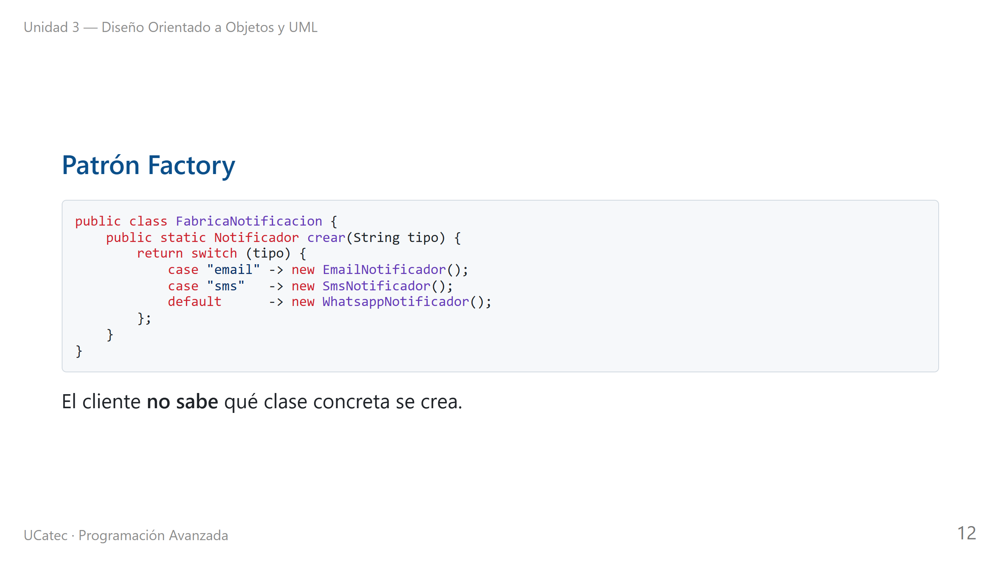 Unidad 3 — Diseño Orientado a Objetos y UML
Patrón Factory
public class FabricaNotificacion {
    public static Notificador crear(String tipo) {
        return switch (tipo) {
            case "email" -> new EmailNotificador();
            case "sms"   -> new SmsNotificador();
            default      -> new WhatsappNotificador();
        };
    }
}
El cliente no sabe qué clase concreta se crea.
UCatec · Programación Avanzada
12